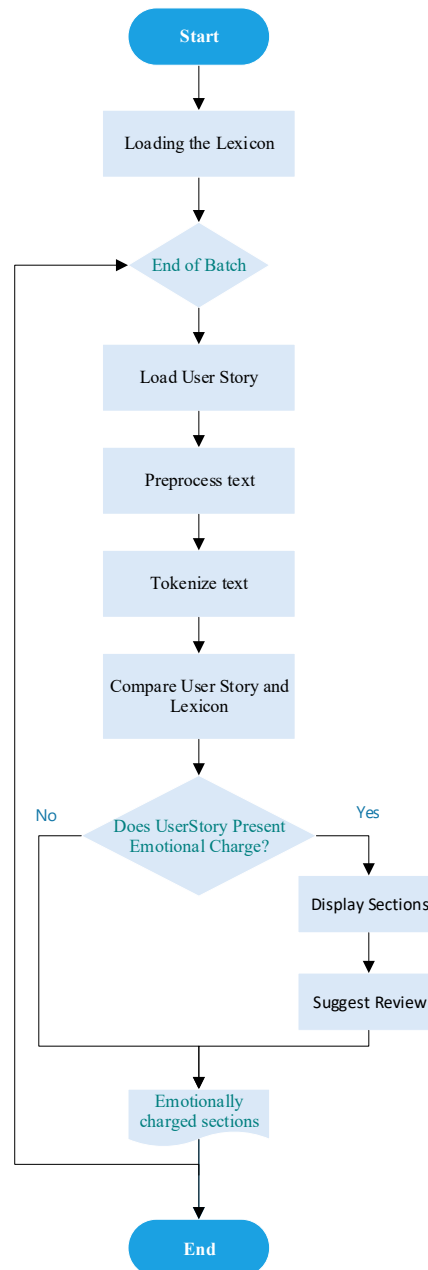 Start
Loading the Lexicon
End of Batch
Load User Story
Preprocess text
Tokenize text
Compare User Story and
Lexicon
No
Does UserStory Present
Emotional Charge?
Yes
Display Sections
Suggest Review
Emotionally
charged sections
End